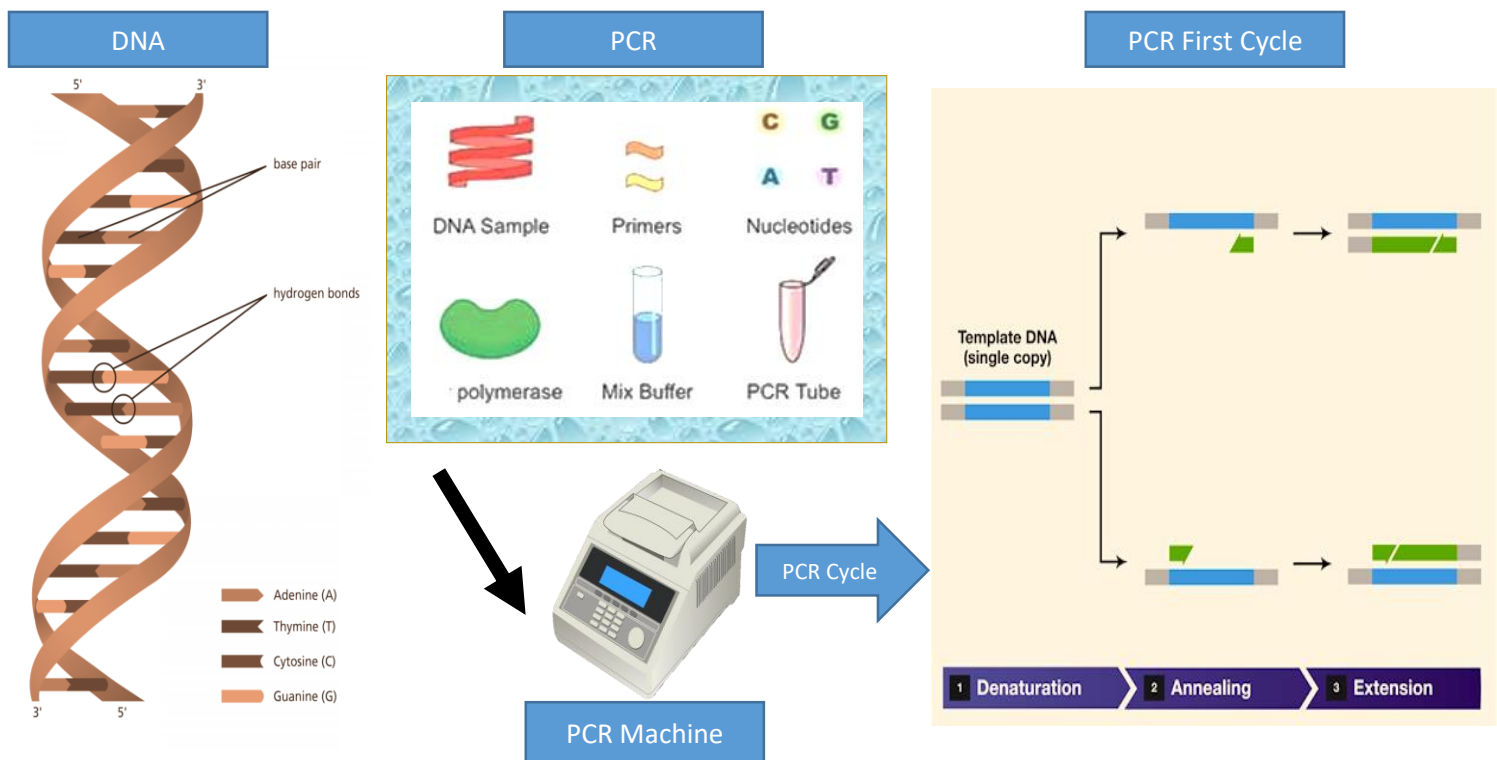 DNA
5'
3'
base pair
hydrogen bonds
Adenine (A)
Thymine (T)
Cytosine (C)
Guanine (G)
3'
5'
PCR
C G
A T
DNA Sample
Primers
Nucleotides
polymerase
Mix Buffer
PCR Tube
PCR Machine
PCR Cycle
PCR First Cycle
Template DNA
(single copy)
1 Denaturation
2 Annealing
3 Extension